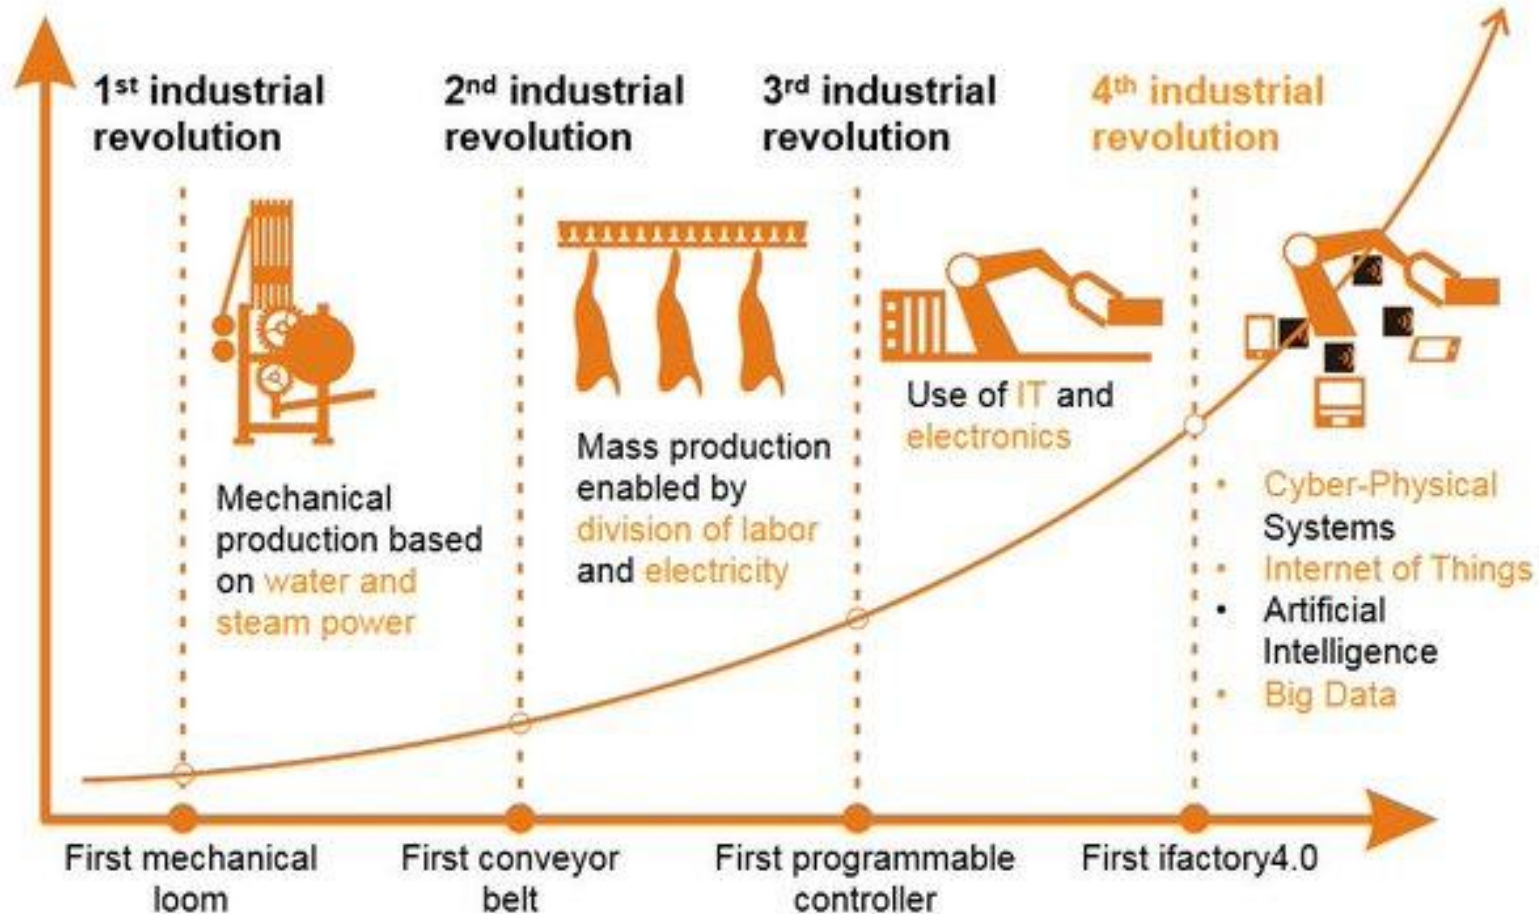 1st industrial
revolution
2nd industrial
revolution
3rd industrial
revolution
4th industrial
revolution
Mechanical
production based
on water and
steam power
Mass production
enabled by
division of labor
and electricity
Use of IT and
electronics
• Cyber-Physical
Systems
• Internet of Things
• Artificial
Intelligence
• Big Data
First mechanical
loom
First conveyor
belt
First programmable
controller
First ifactory4.0